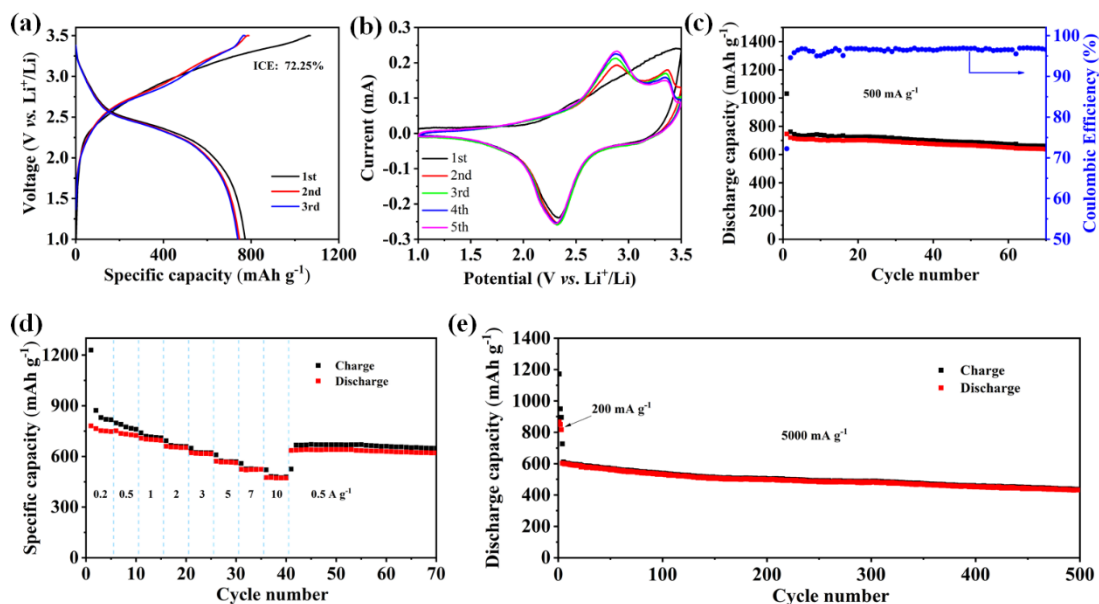 (a)
Voltage (V vs. Li⁺/Li)
3.5
3.0
2.5
2.0
1.5
1.0
ICE: 72.25%
1st
2nd
3rd
0
400
800
1200
Specific capacity (mAh g⁻¹)
(b)
Current (mA)
0.3
0.2
0.1
0.0
-0.1
-0.2
-0.3
1st
2nd
3rd
4th
5th
1.0
1.5
2.0
2.5
3.0
3.5
Potential (V vs. Li⁺/Li)
(c)
Discharge capacity (mAh g⁻¹)
1400
1200
1000
800
600
400
200
0
500 mA g⁻¹
100
90
80
70
60
50
Coulombic Efficiency (%)
0
20
40
60
Cycle number
(d)
Specific capacity (mAh g⁻¹)
1200
900
600
300
0
Charge
Discharge
0.2
0.5
1
2
3
5
7
10
0.5 A g⁻¹
0
10
20
30
40
50
60
70
Cycle number
(e)
Discharge capacity (mAh g⁻¹)
1400
1200
1000
800
600
400
200
0
Charge
Discharge
200 mA g⁻¹
5000 mA g⁻¹
0
100
200
300
400
500
Cycle number